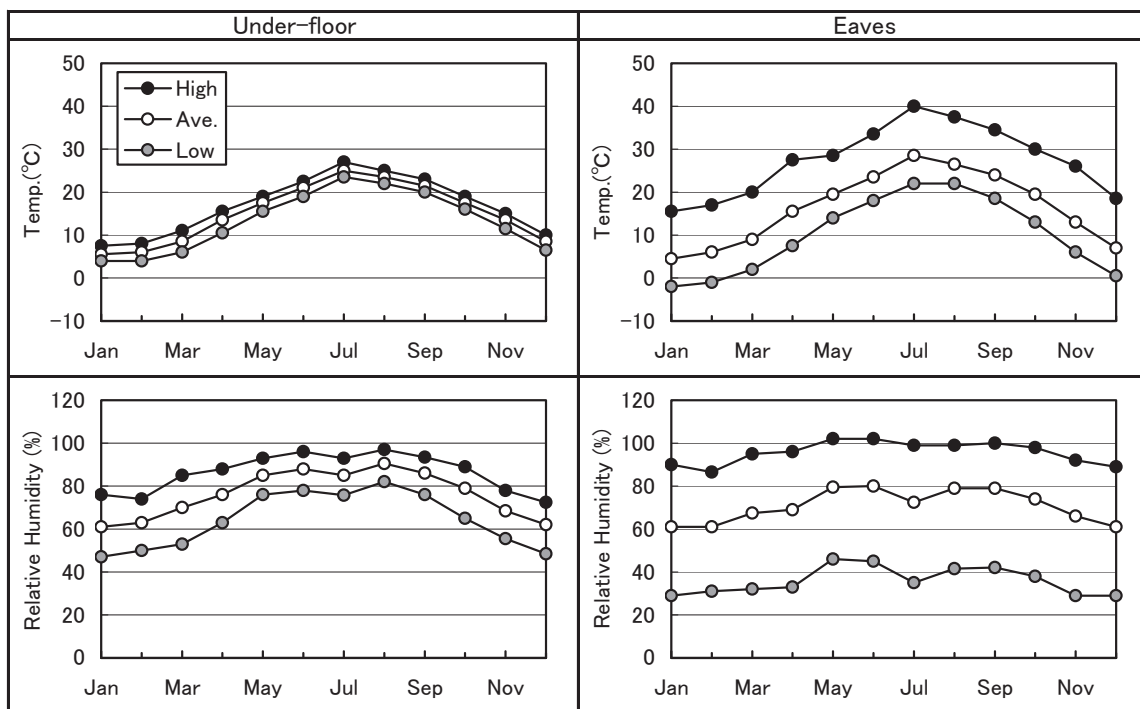 Under-floor
Eaves
50
40
30
20
10
0
-10
Temp.(℃)
High
Ave.
Low
Jan Mar May Jul Sep Nov
50
40
30
20
10
0
-10
Temp.(℃)
Jan Mar May Jul Sep Nov
120
100
80
60
40
20
0
Relative Humidity (%)
Jan Mar May Jul Sep Nov
120
100
80
60
40
20
0
Relative Humidity (%)
Jan Mar May Jul Sep Nov